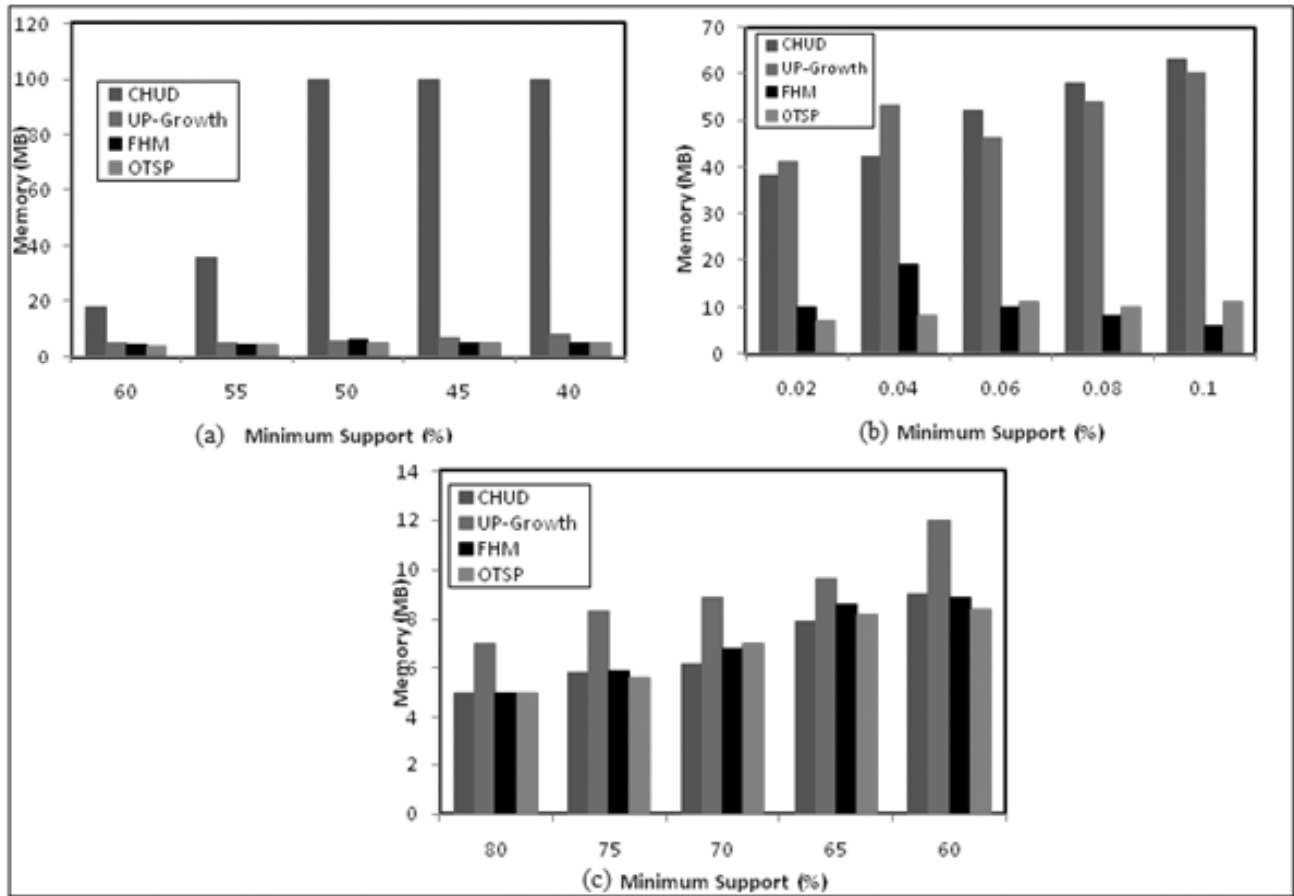 120
100
80
60
40
20
0
Memory (MB)
CHUD
UP-Growth
FHM
OTSP
60 55 50 45 40
(a) Minimum Support (%)
70
60
50
40
30
20
10
0
Memory (MB)
CHUD
UP-Growth
FHM
OTSP
0.02 0.04 0.06 0.08 0.1
(b) Minimum Support (%)
14
12
10
8
6
4
2
0
Memory (MB)
CHUD
UP-Growth
FHM
OTSP
80 75 70 65 60
(c) Minimum Support (%)